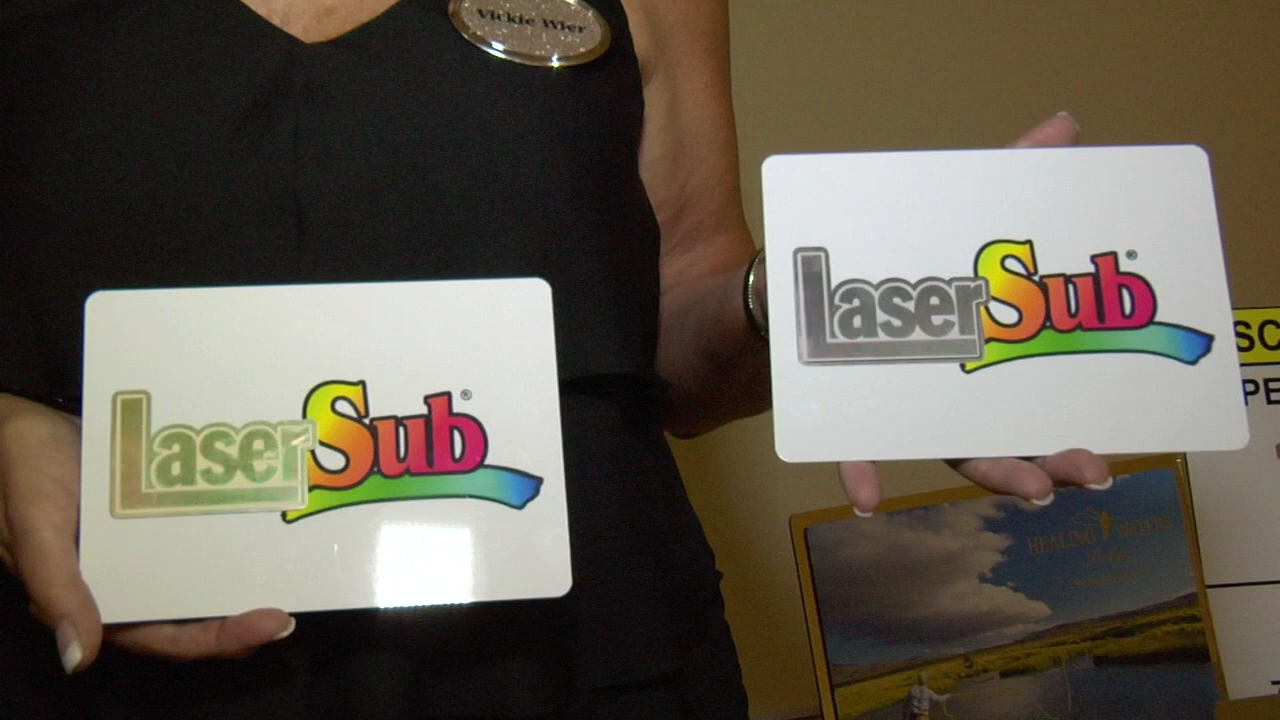 Vickie Wier
LaserSub®
LaserSub®
SC
PE
HEALING WATERS